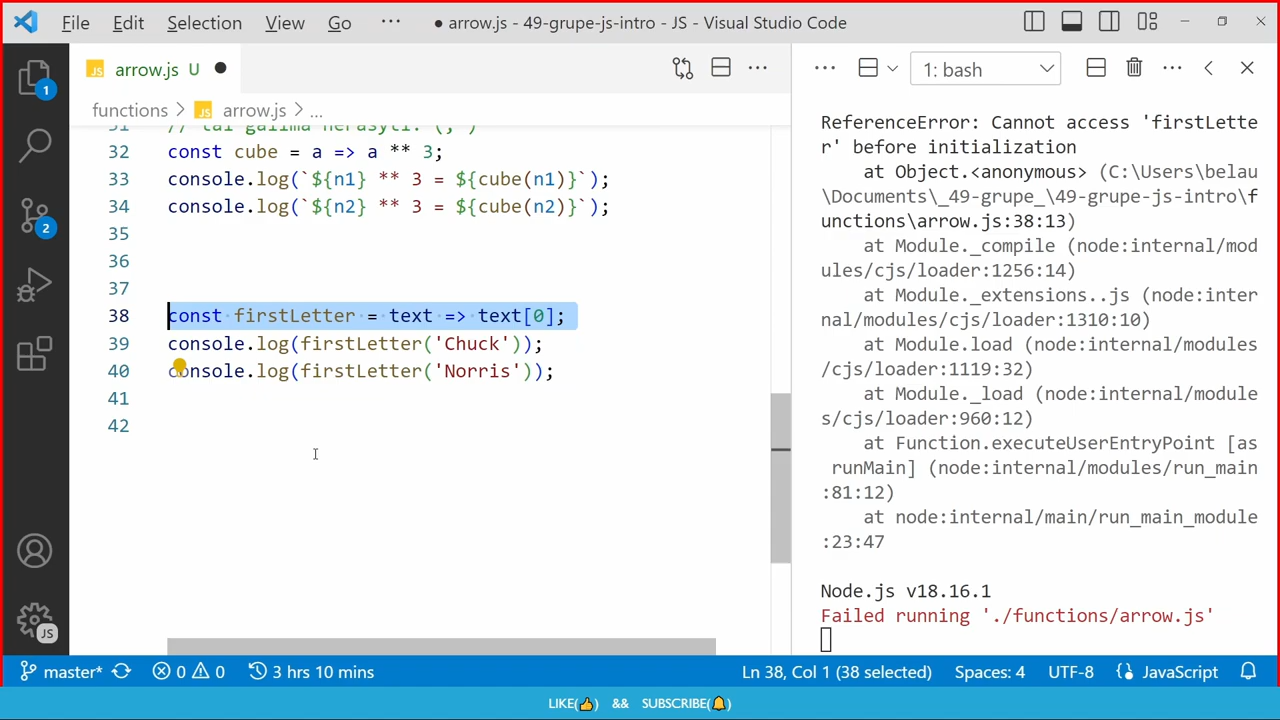 File Edit Selection View Go ··· ● arrow.js - 49-grupe-js-intro - JS - Visual Studio Code
JS arrow.js U ●
1: bash
functions > JS arrow.js > ...
1
2
JS
31 // tai galima nerašyti: (; )
32 const cube = a => a ** 3;
33 console.log(`${n1} ** 3 = ${cube(n1)}`);
34 console.log(`${n2} ** 3 = ${cube(n2)}`);
35
36
37
38 const firstLetter = text => text[0];
39 console.log(firstLetter('Chuck'));
40 console.log(firstLetter('Norris'));
41
42
ReferenceError: Cannot access 'firstLette
r' before initialization
at Object.<anonymous> (C:\Users\belau
\Documents\_49-grupe_\49-grupe-js-intro\f
unctions\arrow.js:38:13)
at Module._compile (node:internal/mod
ules/cjs/loader:1256:14)
at Module._extensions..js (node:inter
nal/modules/cjs/loader:1310:10)
at Module.load (node:internal/modules
/cjs/loader:1119:32)
at Module._load (node:internal/module
s/cjs/loader:960:12)
at Function.executeUserEntryPoint [as
runMain] (node:internal/modules/run_main
:81:12)
at node:internal/main/run_main_module
:23:47
Node.js v18.16.1
Failed running './functions/arrow.js'
master* 0 0 3 hrs 10 mins Ln 38, Col 1 (38 selected) Spaces: 4 UTF-8 {} JavaScript
LIKE(👍) && SUBSCRIBE(🔔)